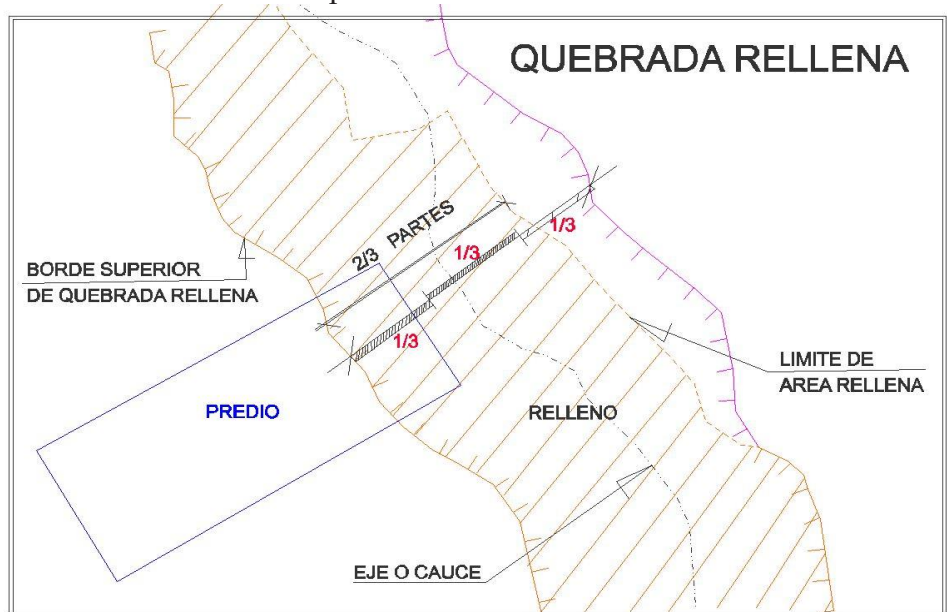 QUEBRADA RELLENA
2/3 PARTES
1/3
1/3
1/3
BORDE SUPERIOR
DE QUEBRADA RELLENA
LIMITE DE
AREA RELLENA
PREDIO
RELLENO
EJE O CAUCE